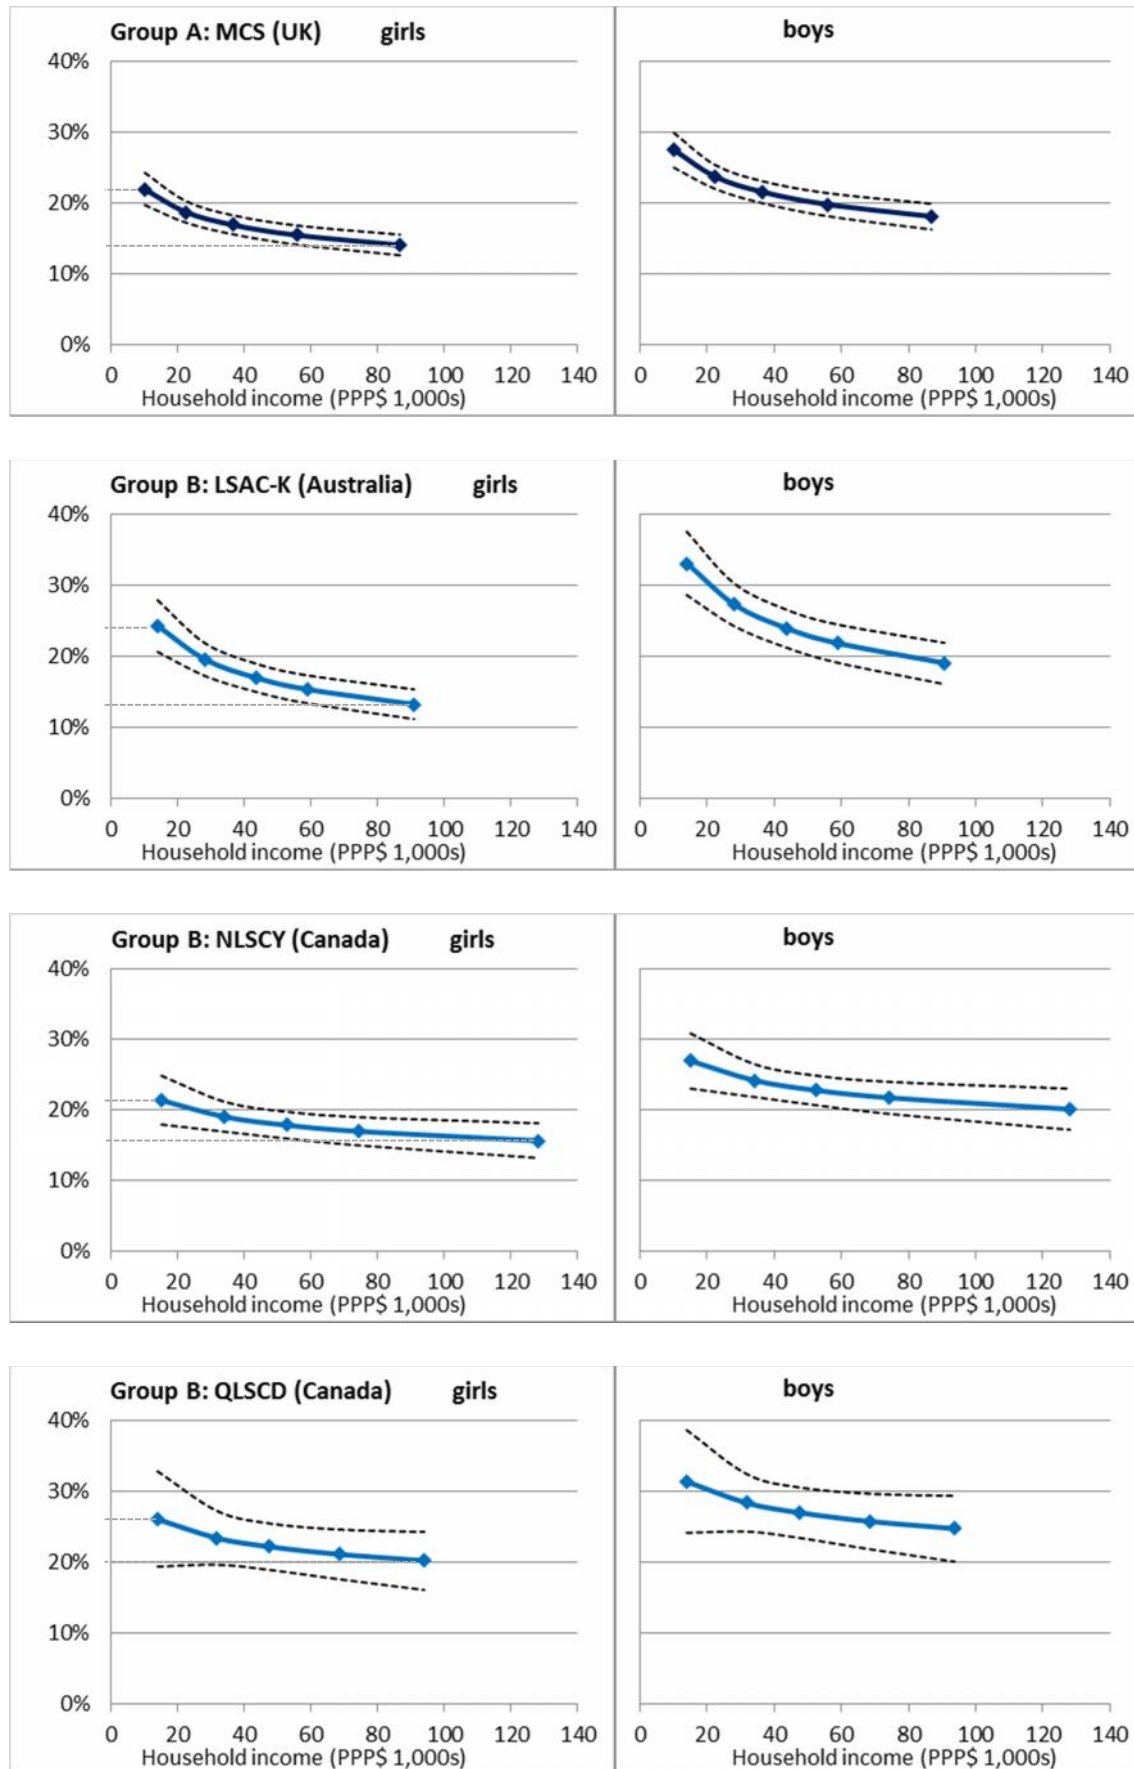 Group A: MCS (UK) girls boys
40%
30%
20%
10%
0%
0 20 40 60 80 100 120 140 0 20 40 60 80 100 120 140
Household income (PPP$ 1,000s) Household income (PPP$ 1,000s)
Group B: LSAC-K (Australia) girls boys
40%
30%
20%
10%
0%
0 20 40 60 80 100 120 140 0 20 40 60 80 100 120 140
Household income (PPP$ 1,000s) Household income (PPP$ 1,000s)
Group B: NLSCY (Canada) girls boys
40%
30%
20%
10%
0%
0 20 40 60 80 100 120 140 0 20 40 60 80 100 120 140
Household income (PPP$ 1,000s) Household income (PPP$ 1,000s)
Group B: QLSCD (Canada) girls boys
40%
30%
20%
10%
0%
0 20 40 60 80 100 120 140 0 20 40 60 80 100 120 140
Household income (PPP$ 1,000s) Household income (PPP$ 1,000s)